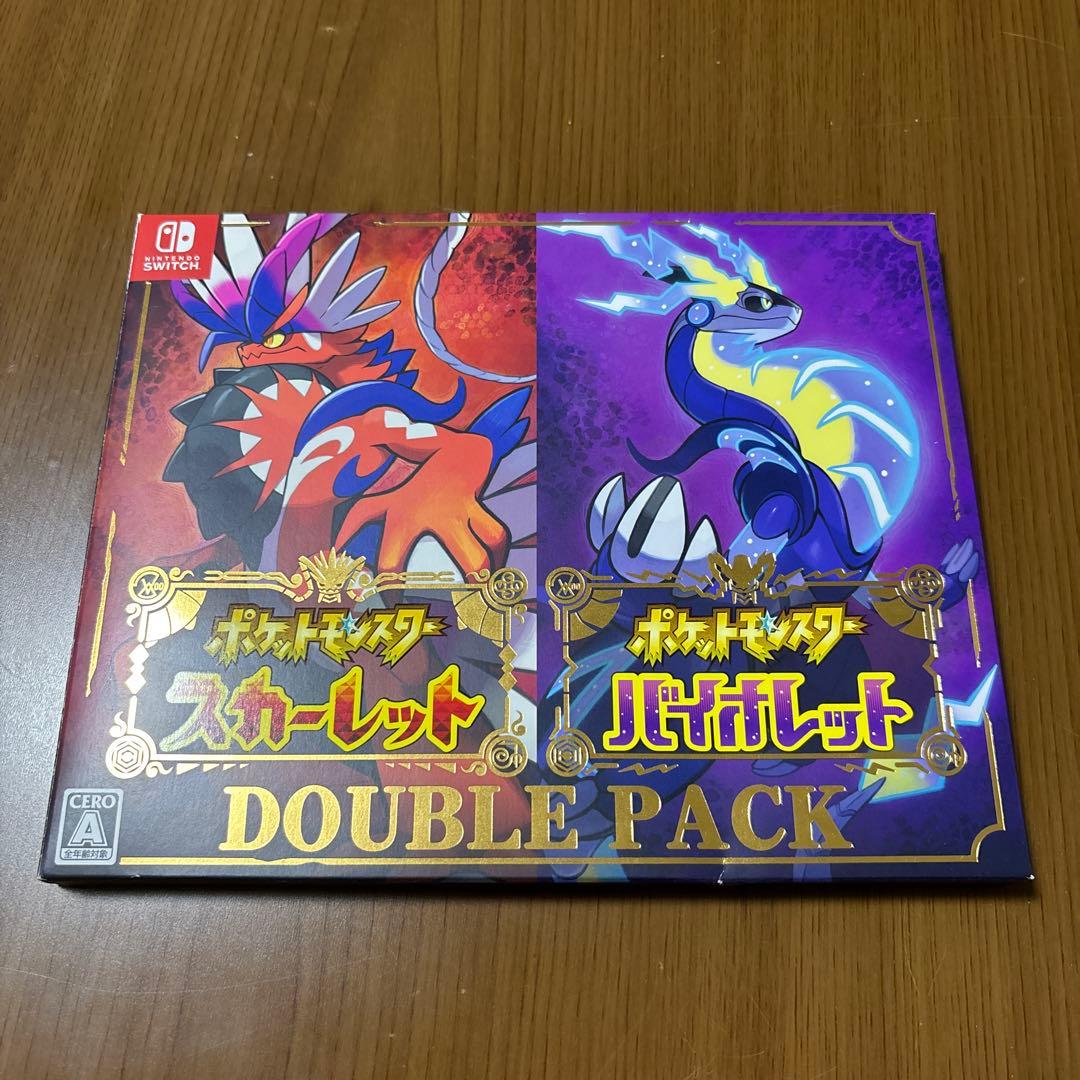 NINTENDO
SWITCH
ポケットモンスター
スカーレット
ポケットモンスター
バイオレット
DOUBLE PACK
CERO
A
全年齢対象